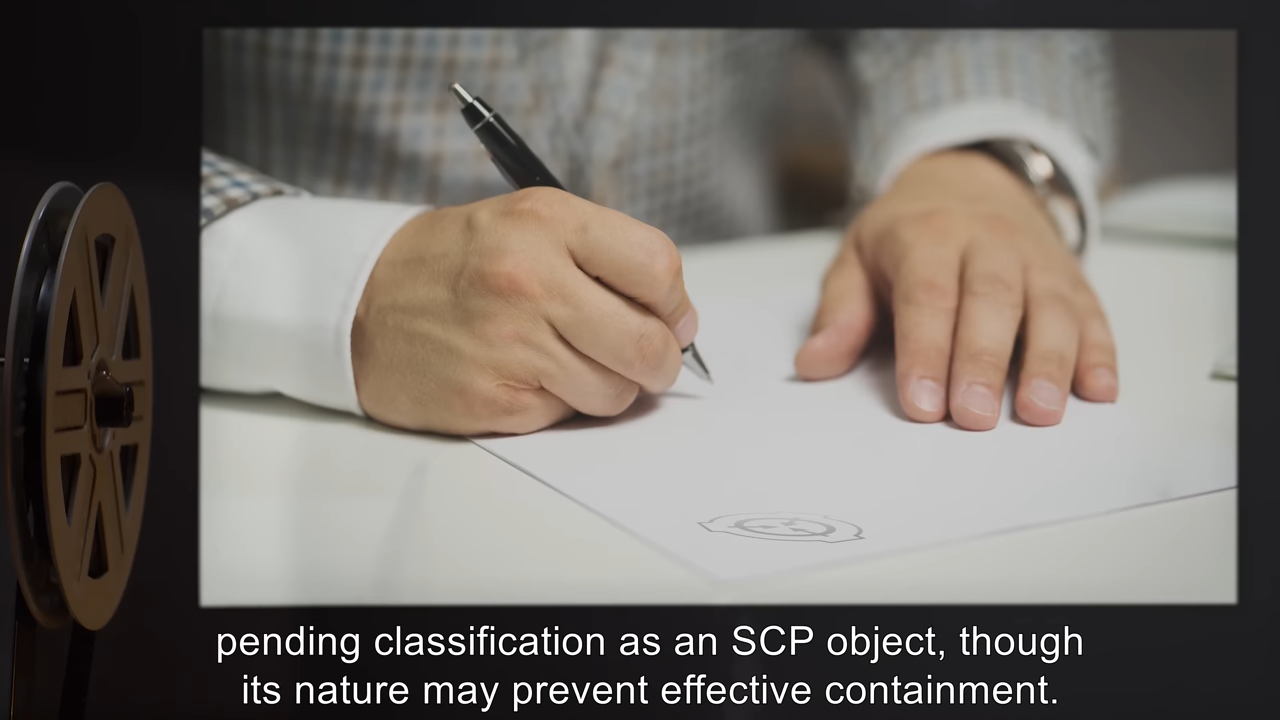 pending classification as an SCP object, though
its nature may prevent effective containment.